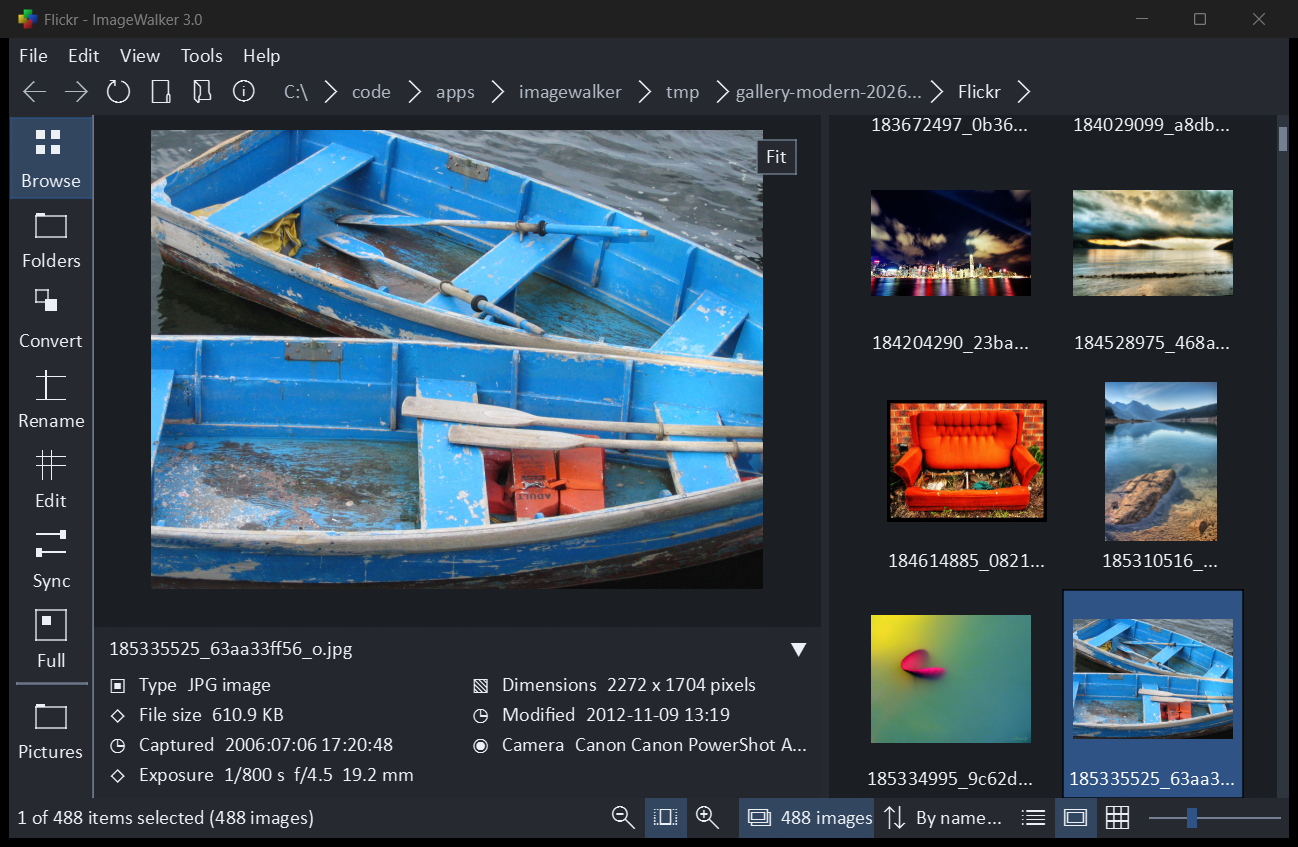 Flickr - ImageWalker 3.0
File Edit View Tools Help
C:\ code apps imagewalker tmp gallery-modern-2026... Flickr
Browse
Folders
Convert
Rename
Edit
Sync
Full
Pictures
Fit
ADULT
185335525_63aa33ff56_o.jpg
Type JPG image
Dimensions 2272 x 1704 pixels
File size 610.9 KB
Modified 2012-11-09 13:19
Captured 2006:07:06 17:20:48
Camera Canon Canon PowerShot A...
Exposure 1/800 s f/4.5 19.2 mm
183672497_0b36... 184029099_a8db...
184204290_23ba... 184528975_468a...
184614885_0821... 185310516_...
185334995_9c62d... 185335525_63aa3...
1 of 488 items selected (488 images)
488 images
By name...